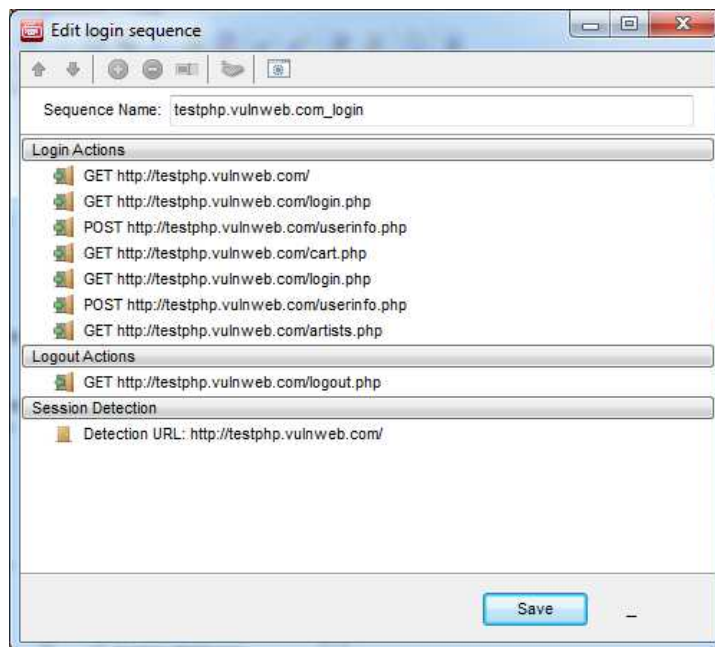 Edit login sequence
Sequence Name: testphp.vulnweb.com_login
Login Actions
GET http://testphp.vulnweb.com/
GET http://testphp.vulnweb.com/login.php
POST http://testphp.vulnweb.com/userinfo.php
GET http://testphp.vulnweb.com/cart.php
GET http://testphp.vulnweb.com/login.php
POST http://testphp.vulnweb.com/userinfo.php
GET http://testphp.vulnweb.com/artists.php
Logout Actions
GET http://testphp.vulnweb.com/logout.php
Session Detection
Detection URL: http://testphp.vulnweb.com/
Save